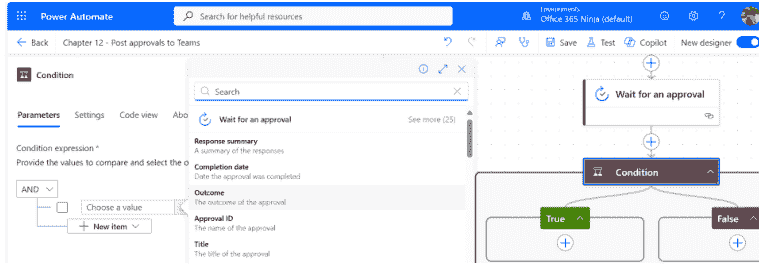 Power Automate
Search for helpful resources
Environments
Office 365 Ninja (default)
Back
Chapter 12 - Post approvals to Teams
Save
Test
Copilot
New designer
Condition
Parameters
Settings
Code view
Abo
Condition expression *
Provide the values to compare and select the o
AND
Choose a value
New item
Search
Wait for an approval
See more (25)
Response summary
A summary of the responses
Completion date
Date the approval was completed
Outcome
The outcome of the approval
Approval ID
The name of the approval
Title
The title of the approval
Wait for an approval
Condition
True
False